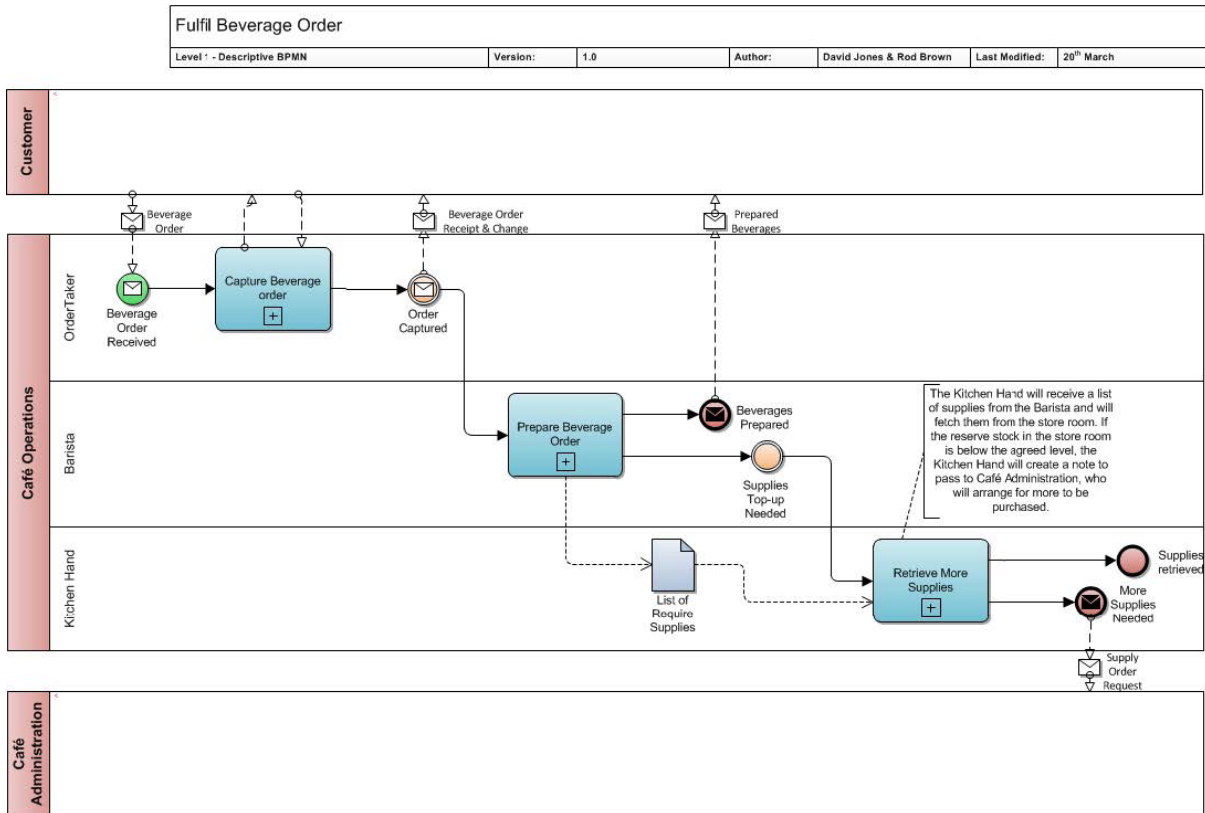 Fulfil Beverage Order
Level 1 - Descriptive BPMN
Version:
1.0
Author:
David Jones & Rod Brown
Last Modified:
20th March
Customer
Beverage
Order
Beverage Order
Receipt & Change
Prepared
Beverages
Café Operations
OrderTaker
Beverage
Order
Received
Capture Beverage
order
Order
Captured
Barista
Prepare Beverage
Order
Beverages
Prepared
Supplies
Top-up
Needed
The Kitchen Hand will receive a list
of supplies from the Barista and will
fetch them from the store room. If
the reserve stock in the store room
is below the agreed level, the
Kitchen Hand will create a note to
pass to Café Administration, who
will arrange for more to be
purchased.
Kitchen Hand
List of
Require
Supplies
Retrieve More
Supplies
Supplies
retrieved
More
Supplies
Needed
Supply
Order
Request
Café
Administration